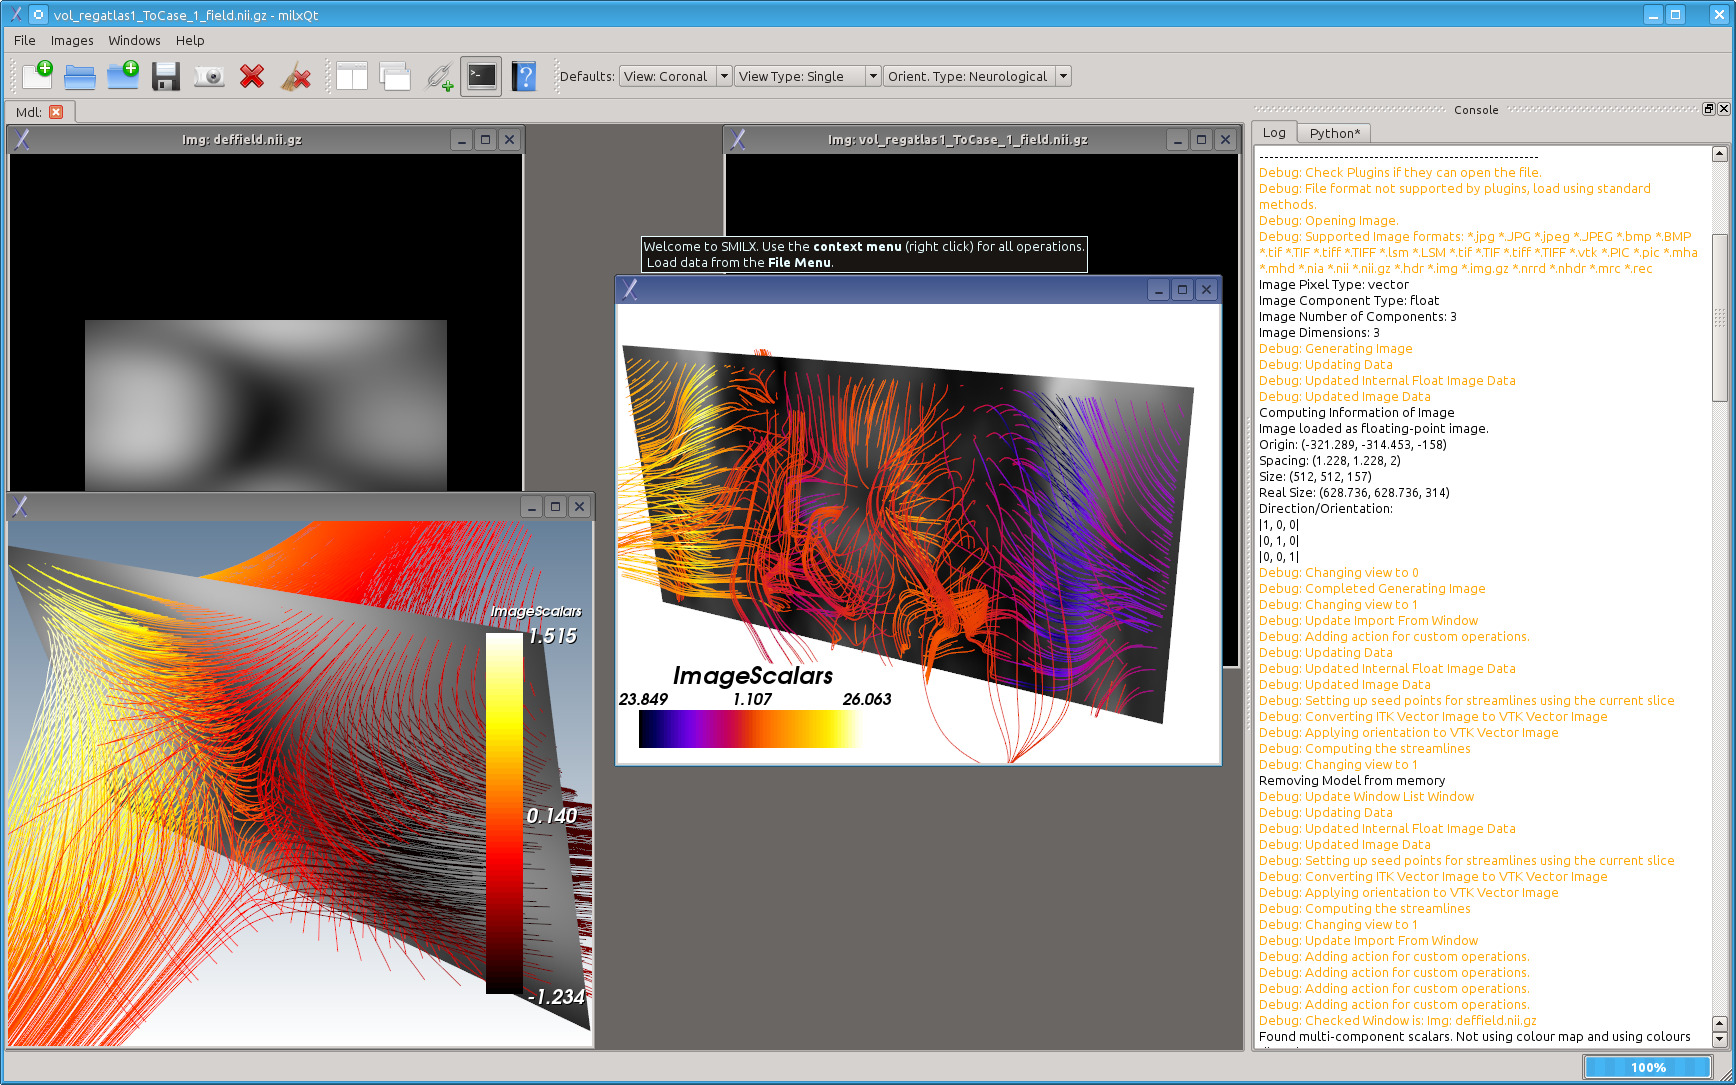 vol_regatlas1_ToCase_1_field.nii.gz - milxQt
File Images Windows Help
Defaults: View: Coronal View Type: Single Orient. Type: Neurological
Mdl:
Img: deffield.nii.gz
Img: vol_regatlas1_ToCase_1_field.nii.gz
Welcome to SMILX. Use the context menu (right click) for all operations.
Load data from the File Menu.
ImageScalars
23.849 1.107 26.063
ImageScalars
1.515
0.140
-1.234
Console
Log Python*
------------------------------------------------------------
Debug: Check Plugins if they can open the file.
Debug: File format not supported by plugins, load using standard
methods.
Debug: Opening Image.
Debug: Supported Image formats: *.jpg *.JPG *.jpeg *.JPEG *.bmp *.BMP
*.tif *.TIF *.tiff *.TIFF *.lsm *.LSM *.tif *.TIF *.tiff *.TIFF *.vtk *.PIC *.pic *.mha
*.mhd *.nia *.nii *.nii.gz *.hdr *.img *.img.gz *.nrrd *.nhdr *.mrc *.rec
Image Pixel Type: vector
Image Component Type: float
Image Number of Components: 3
Image Dimensions: 3
Debug: Generating Image
Debug: Updating Data
Debug: Updated Internal Float Image Data
Debug: Updated Image Data
Computing Information of Image
Image loaded as floating-point image.
Origin: (-321.289, -314.453, -158)
Spacing: (1.228, 1.228, 2)
Size: (512, 512, 157)
Real Size: (628.736, 628.736, 314)
Direction/Orientation:
|1, 0, 0|
|0, 1, 0|
|0, 0, 1|
Debug: Changing view to 0
Debug: Completed Generating Image
Debug: Changing view to 1
Debug: Update Import From Window
Debug: Adding action for custom operations.
Debug: Updating Data
Debug: Updated Internal Float Image Data
Debug: Updated Image Data
Debug: Setting up seed points for streamlines using the current slice
Debug: Converting ITK Vector Image to VTK Vector Image
Debug: Applying orientation to VTK Vector Image
Debug: Computing the streamlines
Debug: Changing view to 1
Removing Model from memory
Debug: Update Window List Window
Debug: Updating Data
Debug: Updated Internal Float Image Data
Debug: Updated Image Data
Debug: Setting up seed points for streamlines using the current slice
Debug: Converting ITK Vector Image to VTK Vector Image
Debug: Applying orientation to VTK Vector Image
Debug: Computing the streamlines
Debug: Changing view to 1
Debug: Update Import From Window
Debug: Adding action for custom operations.
Debug: Adding action for custom operations.
Debug: Adding action for custom operations.
Debug: Adding action for custom operations.
Debug: Checked Window is: Img: deffield.nii.gz
Found multi-component scalars. Not using colour map and using colours
100%